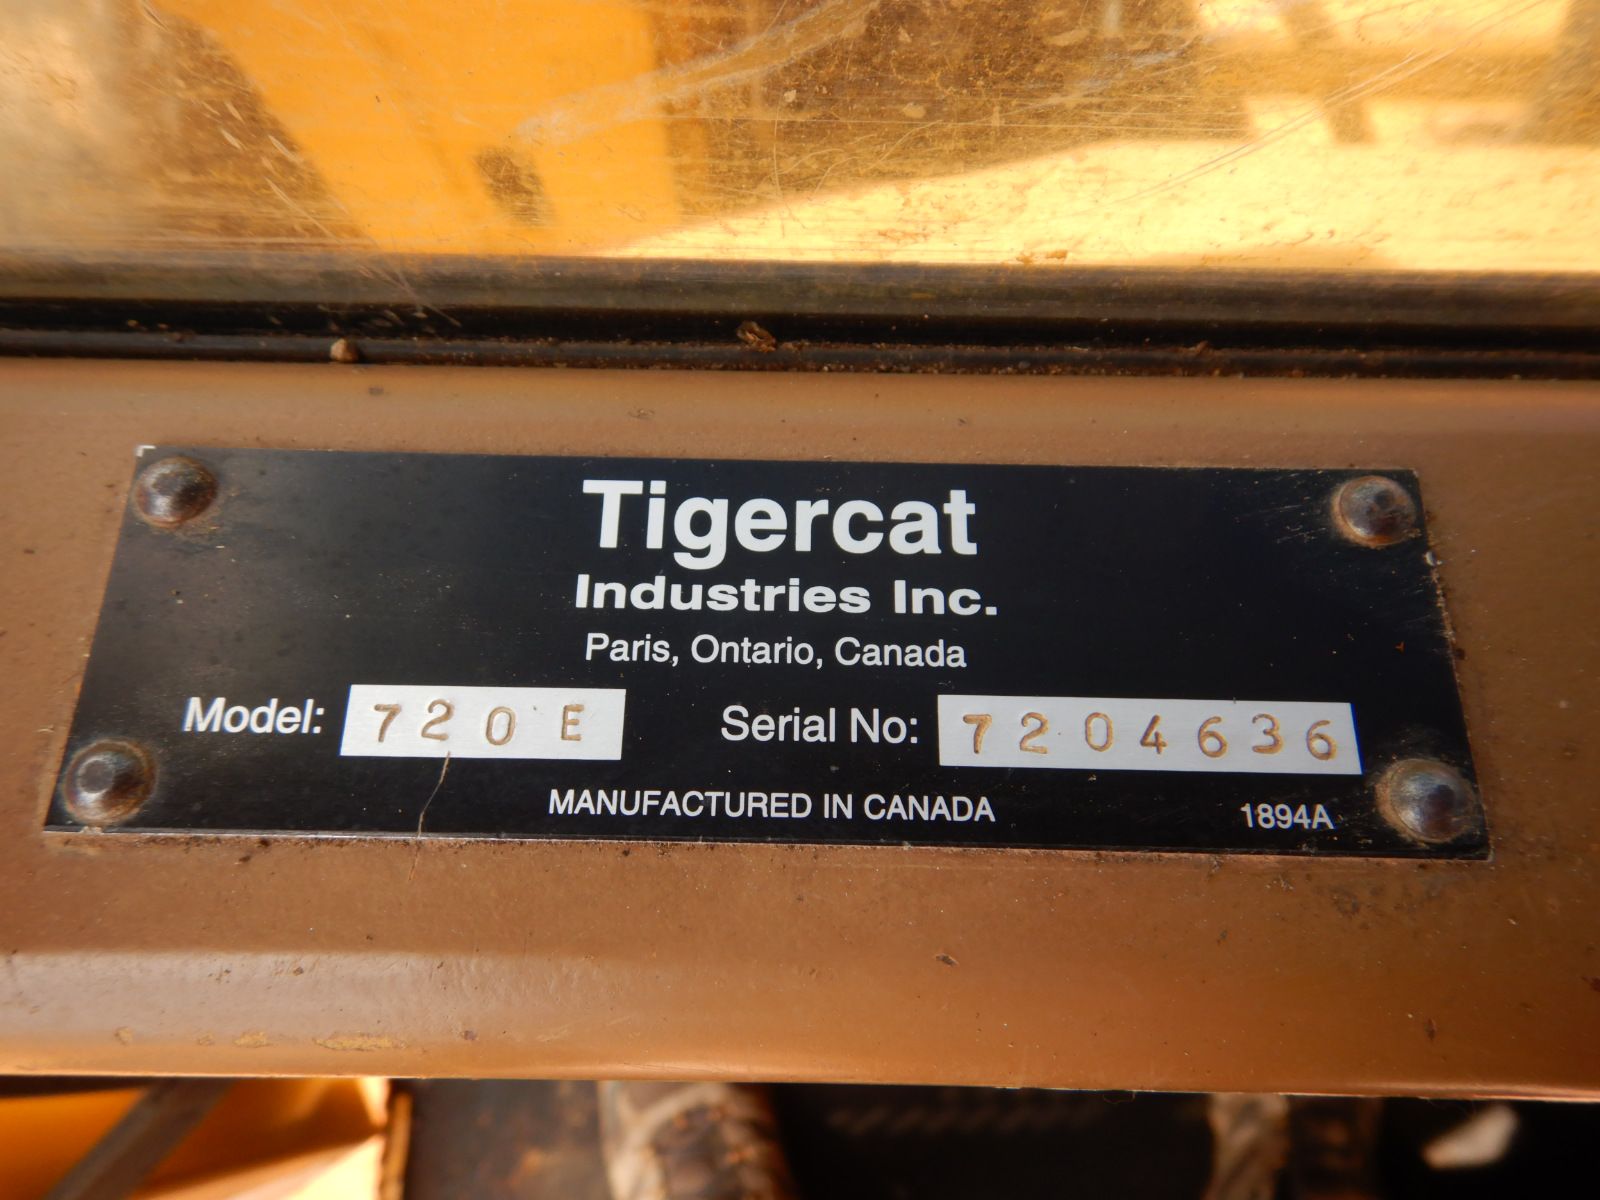 Tigercat
Industries Inc.
Paris, Ontario, Canada
Model: 720E Serial No: 7204636
MANUFACTURED IN CANADA 1894A